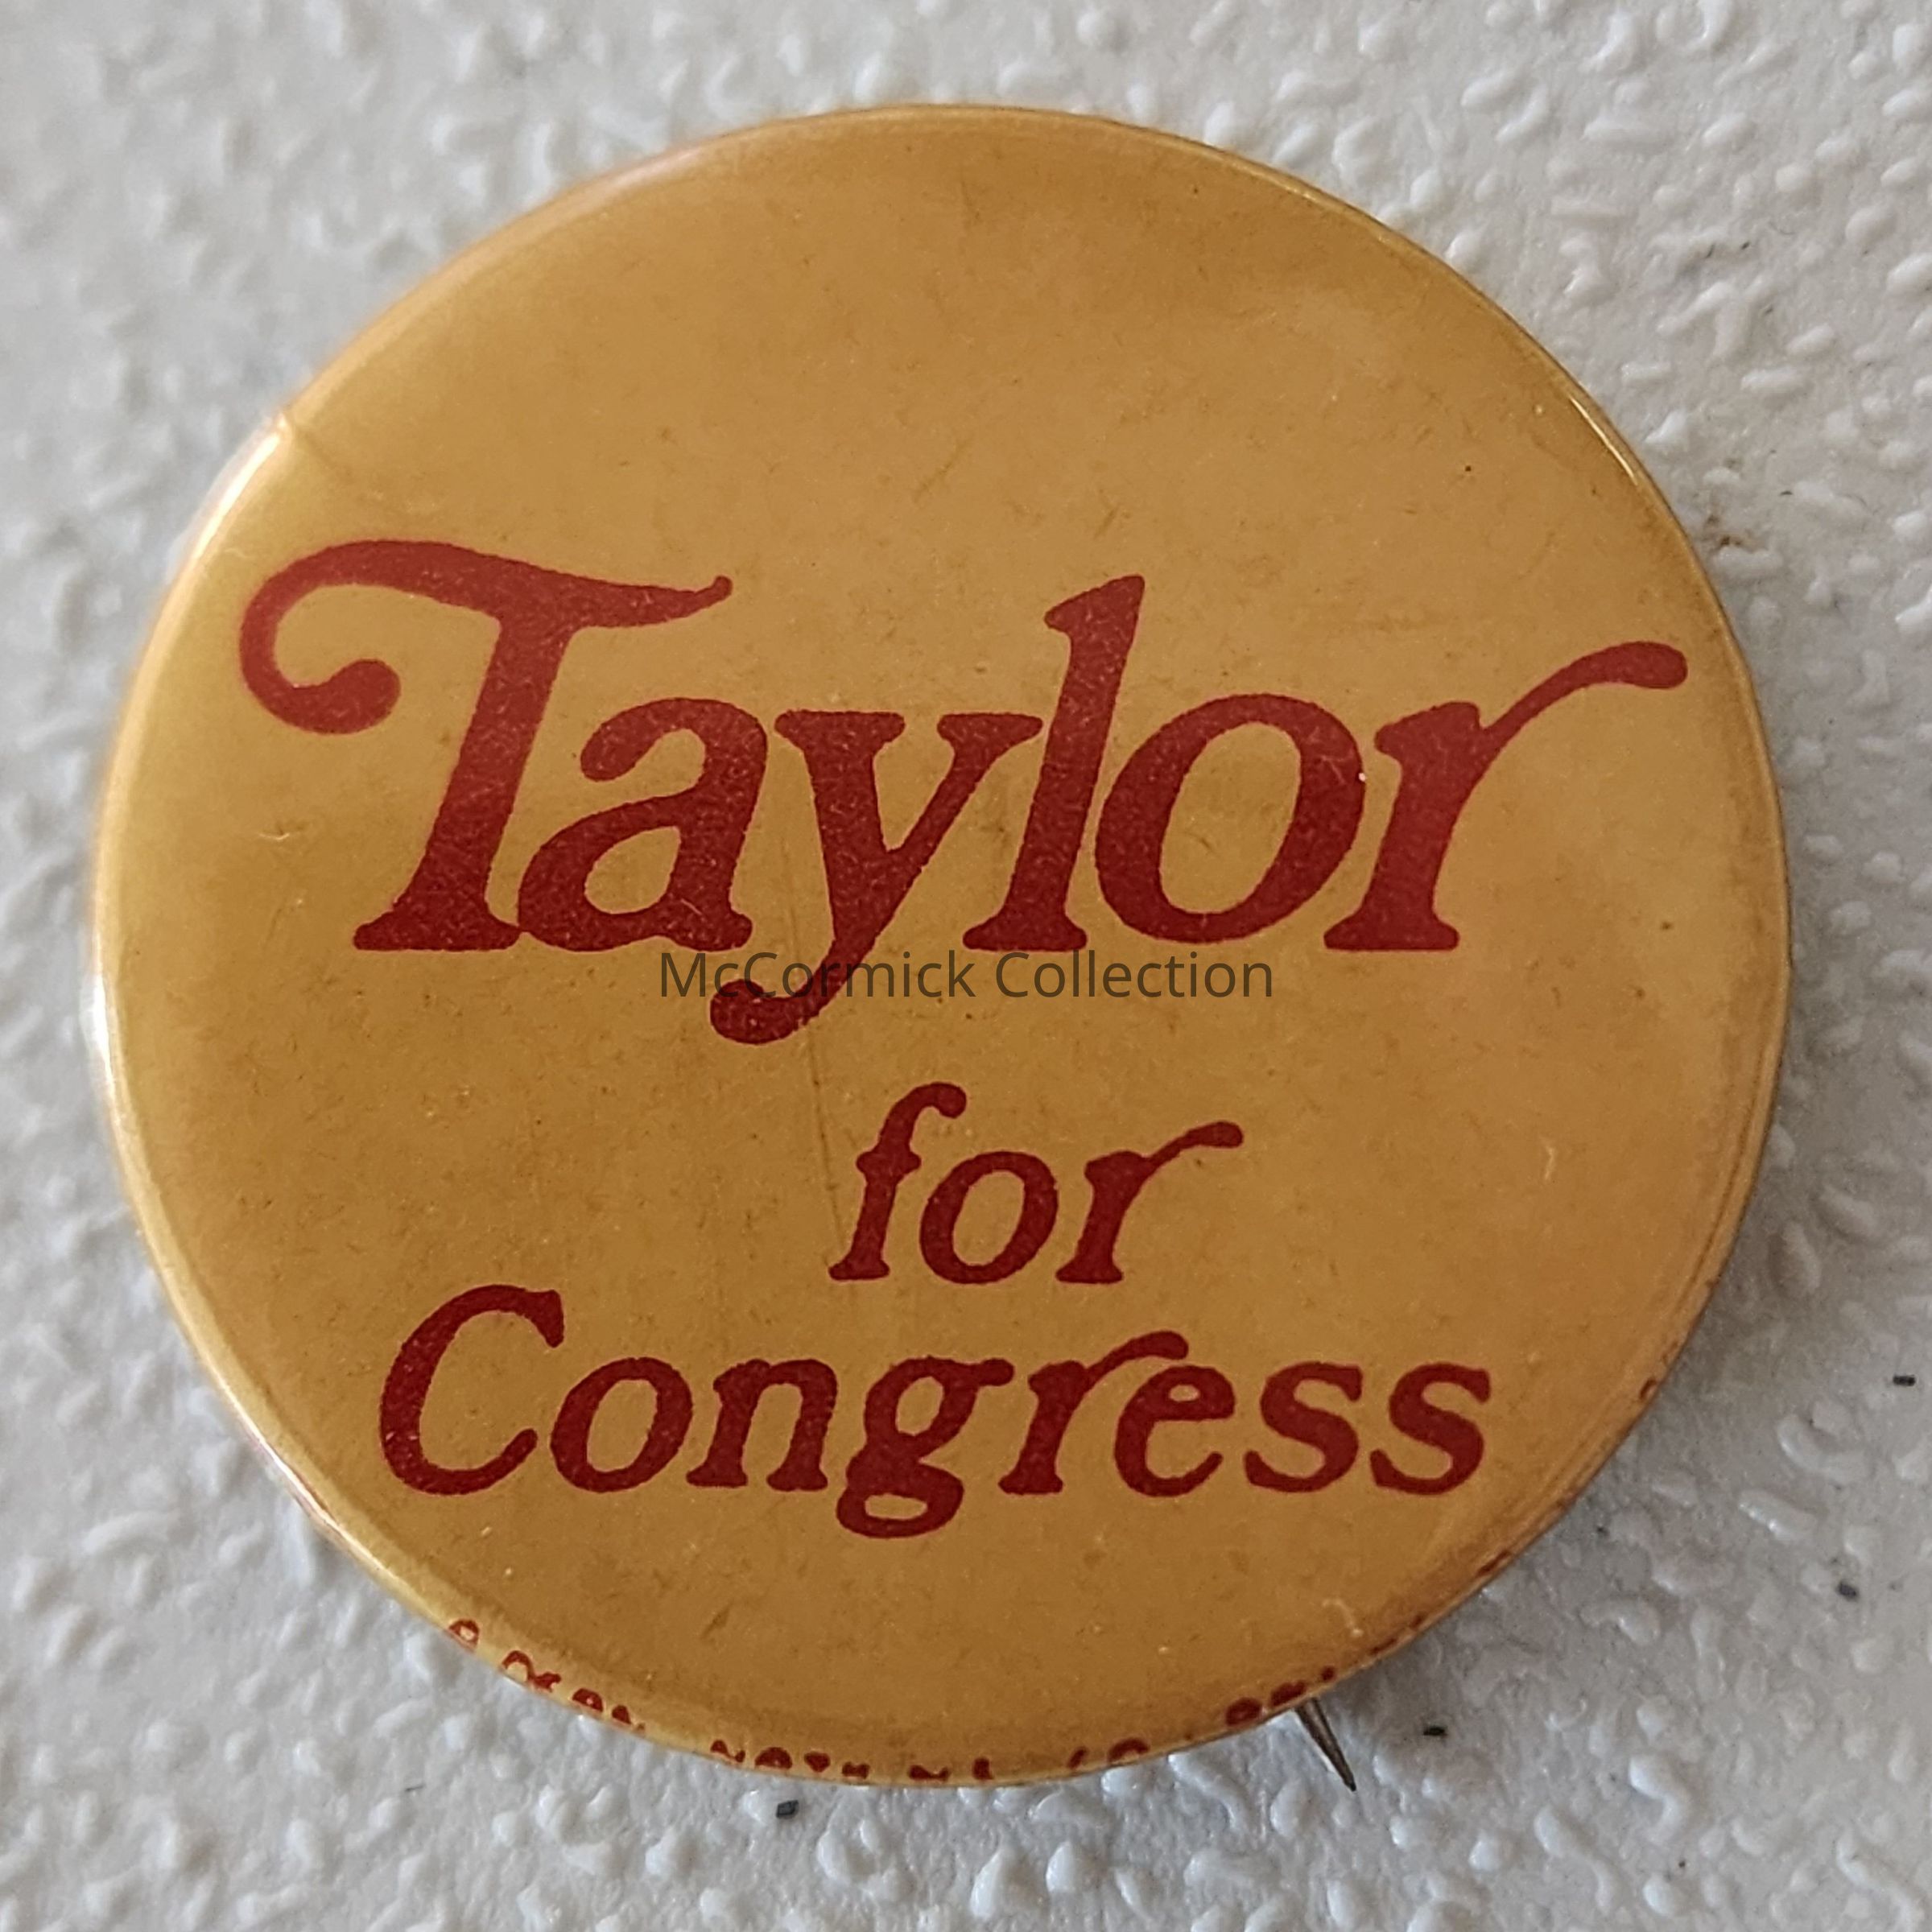 Taylor
McCormick Collection
for
Congress